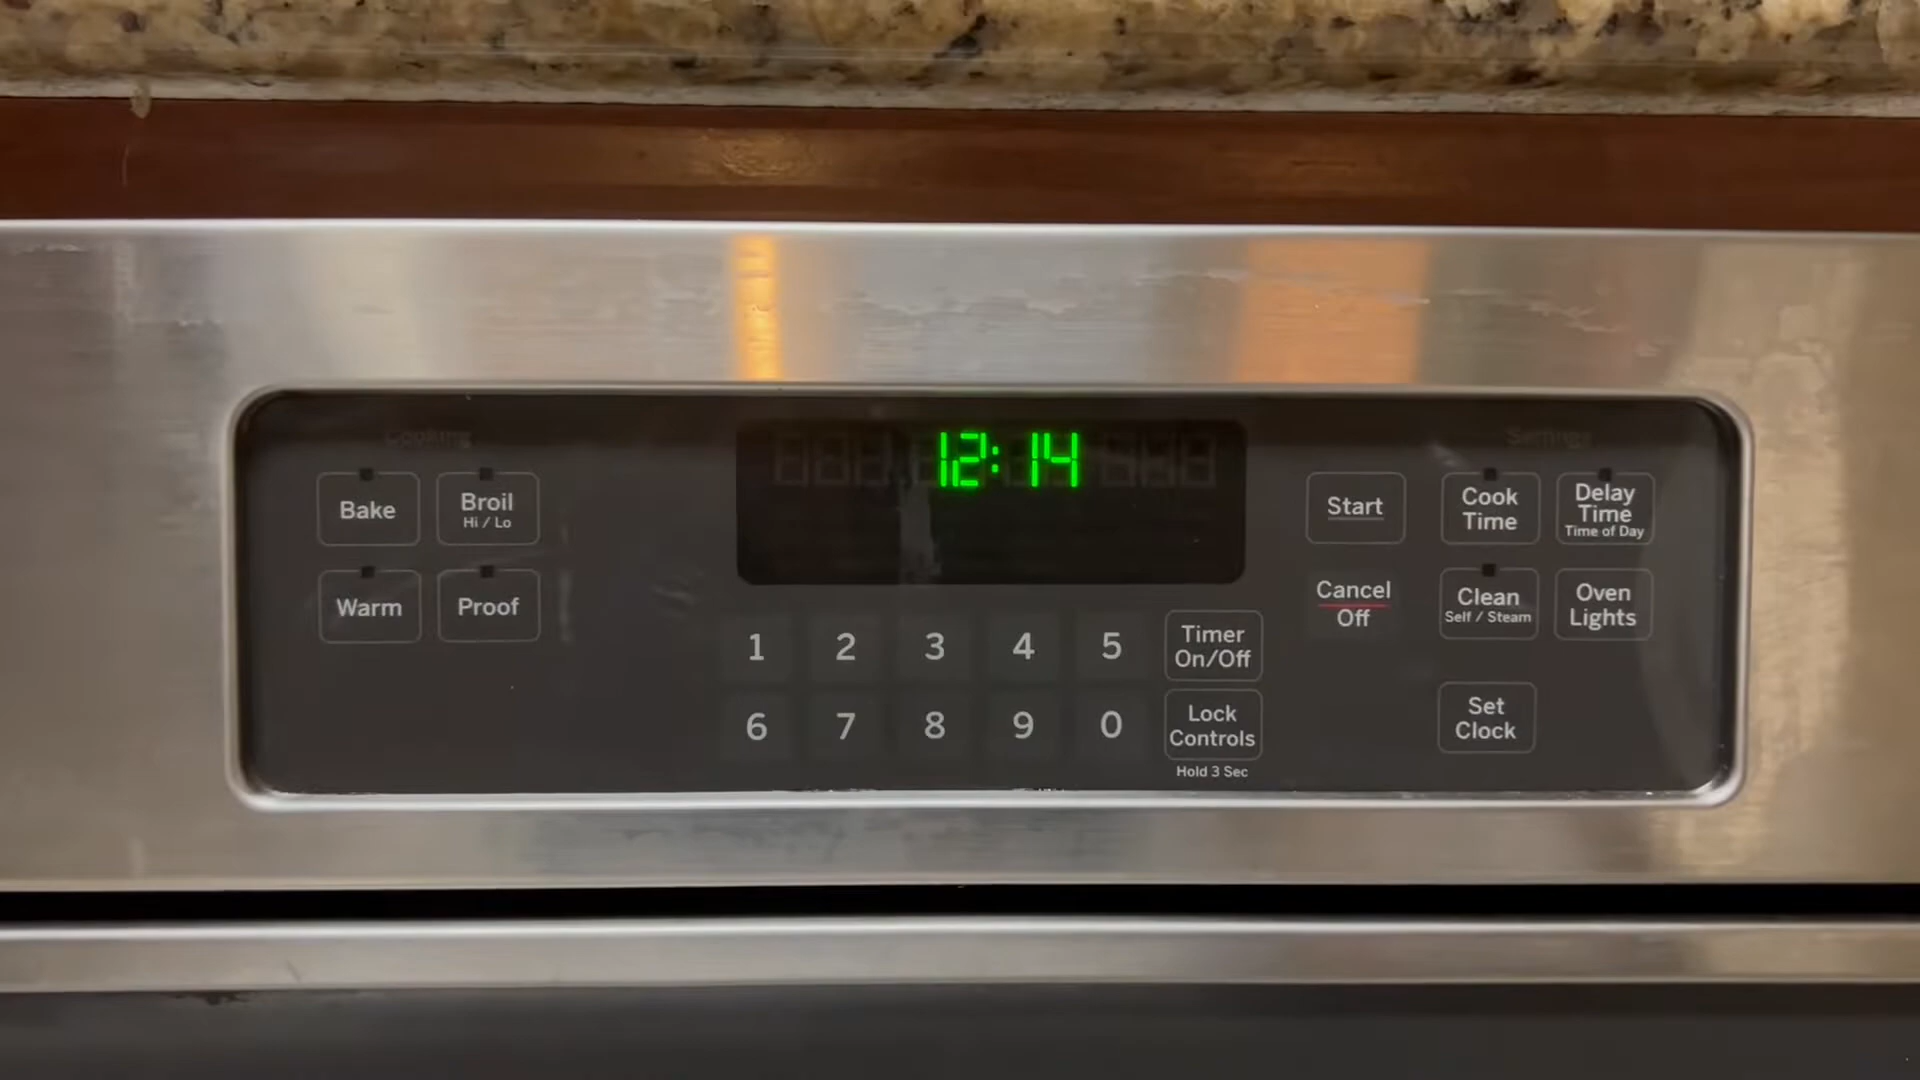 Cooking
Settings
12:14
Bake
Broil
Hi / Lo
Warm
Proof
1 2 3 4 5
6 7 8 9 0
Timer
On/Off
Lock
Controls
Hold 3 Sec
Start
Cancel
Off
Cook
Time
Delay
Time
Time of Day
Clean
Self / Steam
Oven
Lights
Set
Clock